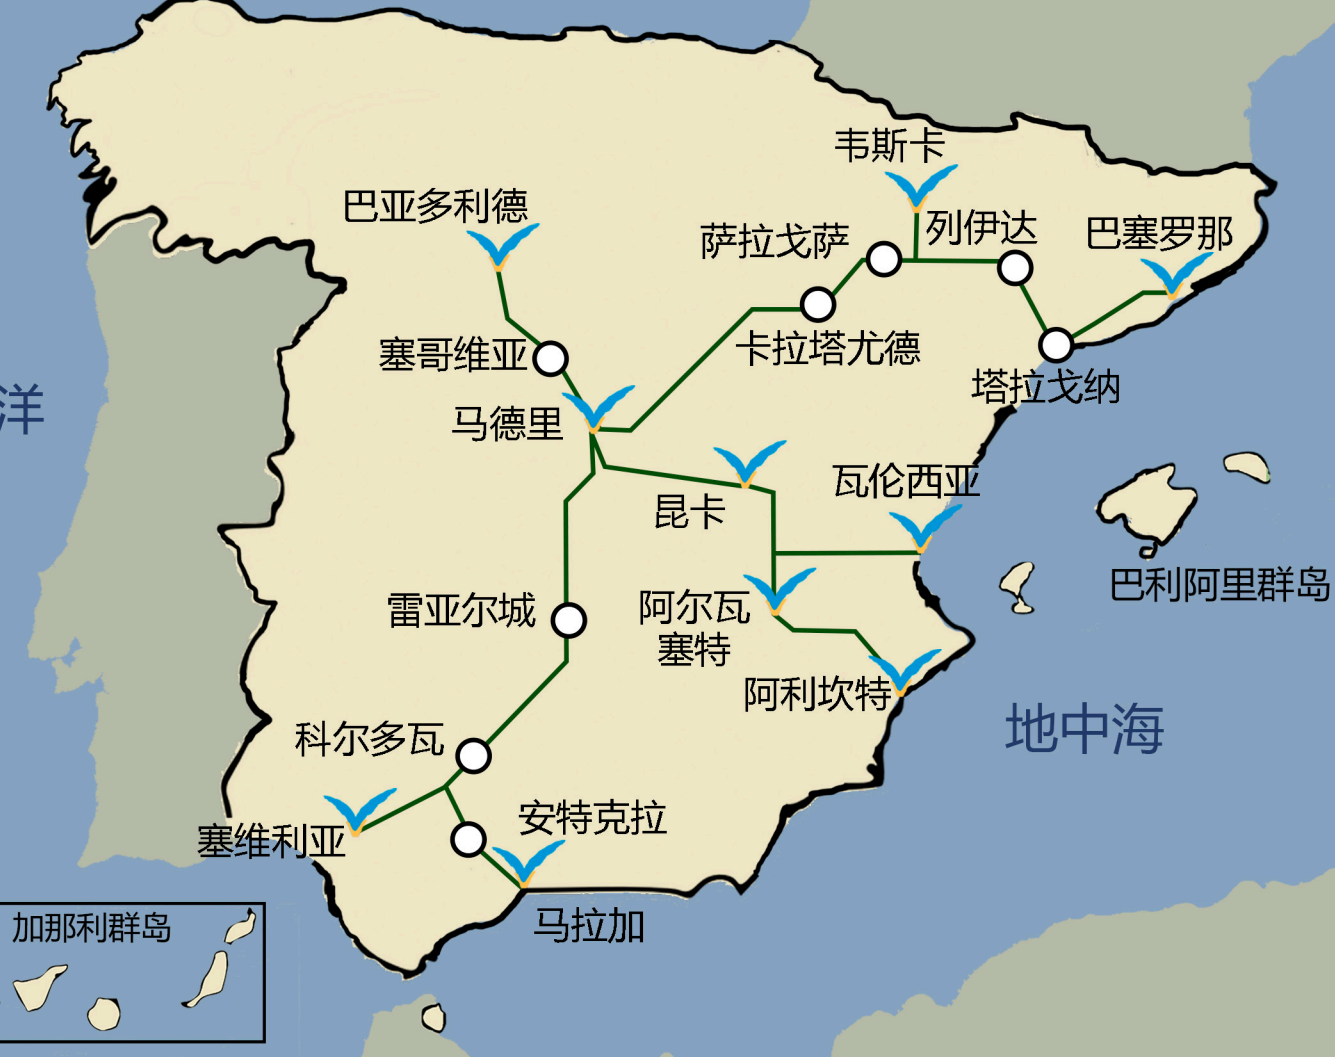 韦斯卡
巴亚多利德
列伊达
巴塞罗那
萨拉戈萨
塞哥维亚
卡拉塔尤德
塔拉戈纳
洋
马德里
瓦伦西亚
昆卡
巴利阿里群岛
雷亚尔城
阿尔瓦
塞特
阿利坎特
地中海
科尔多瓦
安特克拉
塞维利亚
马拉加
加那利群岛